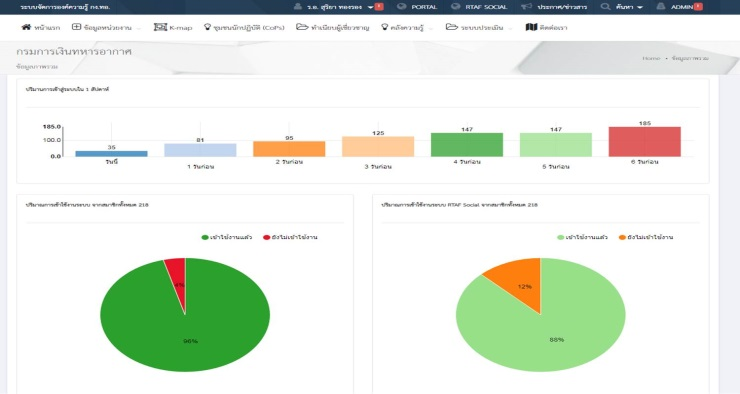 ระบบจัดการองค์ความรู้ กง.ทอ. ร.อ. สุริยา ทองรอง PORTAL RTAF SOCIAL ประกาศ/ข่าวสาร ค้นหา ADMIN
หน้าแรก ข้อมูลหน่วยงาน K-map ชุมชนนักปฏิบัติ (CoPs) ทำเนียบผู้เชี่ยวชาญ คลังความรู้ ระบบประเมิน ติดต่อเรา
กรมการเงินทหารอากาศ
ข้อมูลภาพรวม
Home • ข้อมูลภาพรวม
ปริมาณการเข้าสู่ระบบใน 1 สัปดาห์
185.0
100.0
0.0
35 81 95 125 147 147 185
วันนี้ 1 วันก่อน 2 วันก่อน 3 วันก่อน 4 วันก่อน 5 วันก่อน 6 วันก่อน
ปริมาณการเข้าใช้งานระบบ จากสมาชิกทั้งหมด 218
เข้าใช้งานแล้ว ยังไม่เข้าใช้งาน
4%
96%
ปริมาณการเข้าใช้งานระบบ RTAF Social จากสมาชิกทั้งหมด 218
เข้าใช้งานแล้ว ยังไม่เข้าใช้งาน
12%
88%